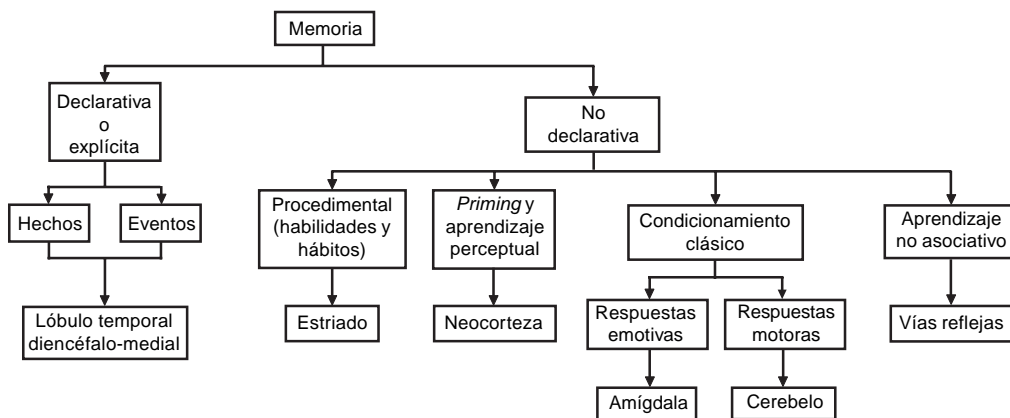 Memoria
Declarativa
o
explícita
No
declarativa
Hechos
Eventos
Procedimental
(habilidades y
hábitos)
Priming y
aprendizaje
perceptual
Condicionamiento
clásico
Aprendizaje
no asociativo
Lóbulo temporal
diencéfalo-medial
Estriado
Neocorteza
Respuestas
emotivas
Respuestas
motoras
Vías reflejas
Amígdala
Cerebelo